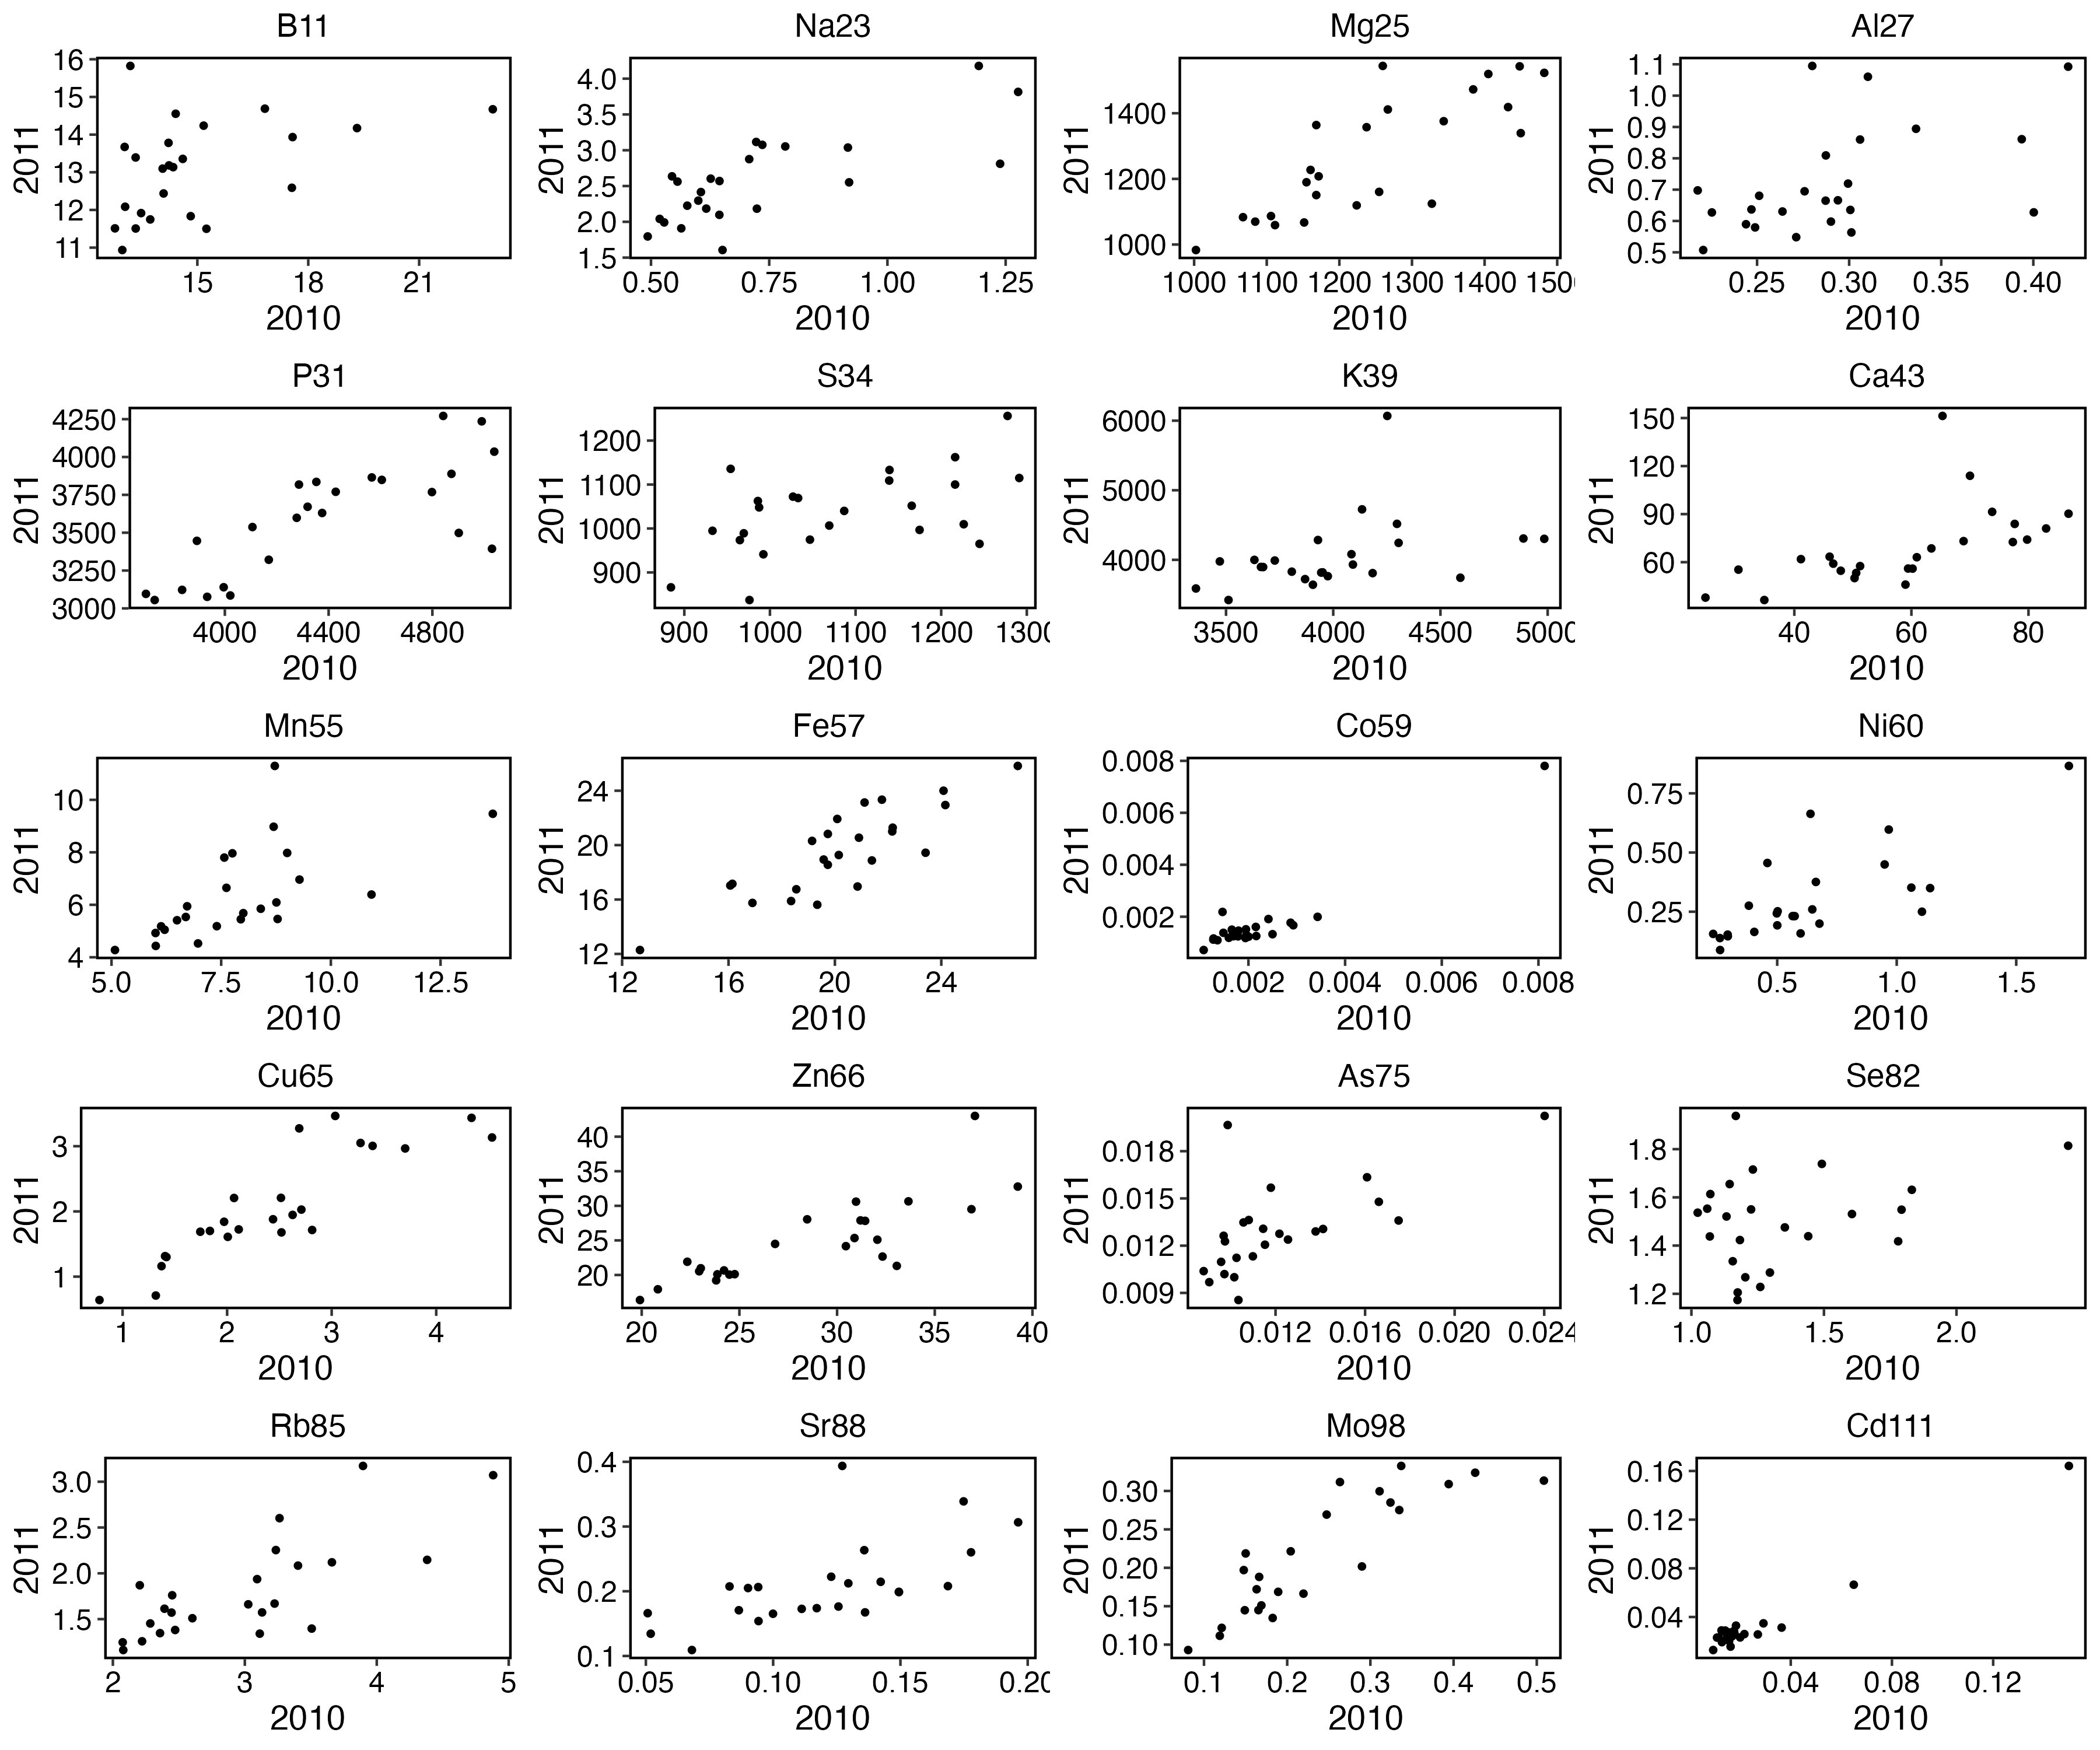 B11 Na23 Mg25 Al27
16 15 14 13 12 11 2011 15 18 21 2010
4.0 3.5 3.0 2.5 2.0 1.5 2011 0.50 0.75 1.00 1.25 2010
1400 1200 1000 2011 1000 1100 1200 1300 1400 150 2010
1.1 1.0 0.9 0.8 0.7 0.6 0.5 2011 0.25 0.30 0.35 0.40 2010
P31 S34 K39 Ca43
4250 4000 3750 3500 3250 3000 2011 4000 4400 4800 2010
1200 1100 1000 900 2011 900 1000 1100 1200 1300 2010
6000 5000 4000 2011 3500 4000 4500 5000 2010
150 120 90 60 2011 40 60 80 2010
Mn55 Fe57 Co59 Ni60
10 8 6 4 2011 5.0 7.5 10.0 12.5 2010
24 20 16 12 2011 12 16 20 24 2010
0.008 0.006 0.004 0.002 2011 0.002 0.004 0.006 0.008 2010
0.75 0.50 0.25 2011 0.5 1.0 1.5 2010
Cu65 Zn66 As75 Se82
3 2 1 2011 1 2 3 4 2010
40 35 30 25 20 2011 20 25 30 35 40 2010
0.018 0.015 0.012 0.009 2011 0.012 0.016 0.020 0.024 2010
1.8 1.6 1.4 1.2 2011 1.0 1.5 2.0 2010
Rb85 Sr88 Mo98 Cd111
3.0 2.5 2.0 1.5 2011 2 3 4 5 2010
0.4 0.3 0.2 0.1 2011 0.05 0.10 0.15 0.20 2010
0.30 0.25 0.20 0.15 0.10 2011 0.1 0.2 0.3 0.4 0.5 2010
0.16 0.12 0.08 0.04 2011 0.04 0.08 0.12 2010